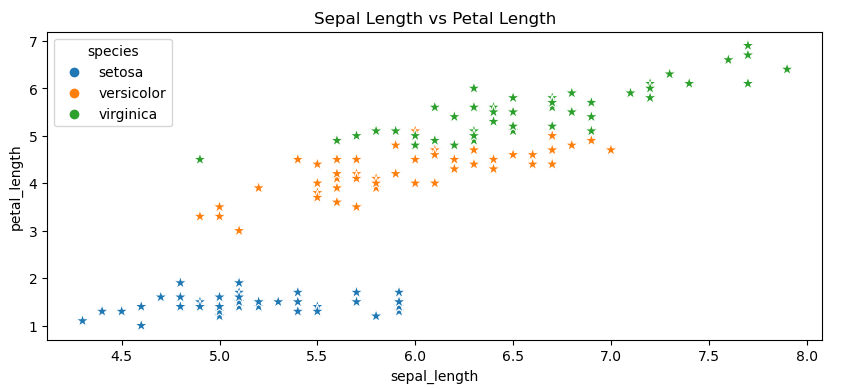 Sepal Length vs Petal Length
species
setosa
versicolor
virginica
7
6
5
4
3
2
1
petal_length
4.5 5.0 5.5 6.0 6.5 7.0 7.5 8.0
sepal_length